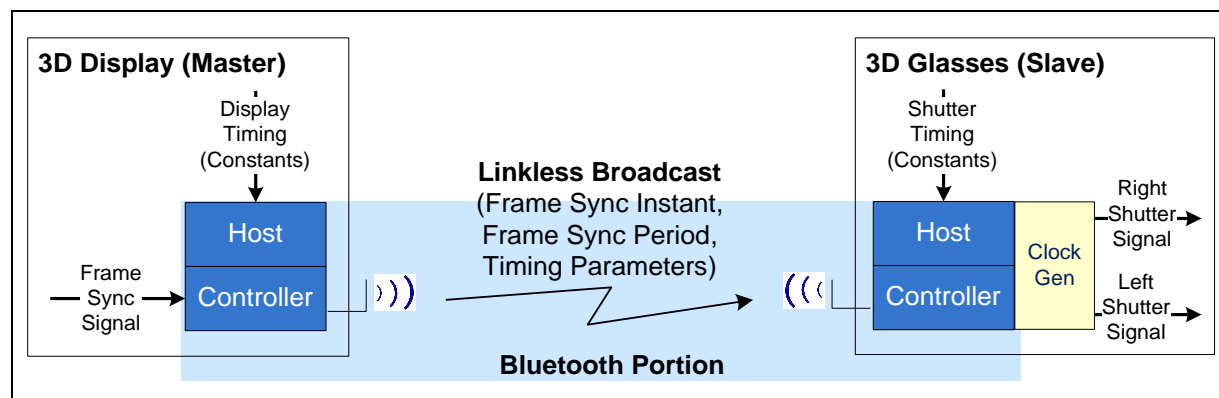 3D Display (Master)
Display
Timing
(Constants)
Host
Controller
Frame
Sync
Signal
Linkless Broadcast
(Frame Sync Instant,
Frame Sync Period,
Timing Parameters)
Bluetooth Portion
3D Glasses (Slave)
Shutter
Timing
(Constants)
Host
Controller
Clock
Gen
Right
Shutter
Signal
Left
Shutter
Signal